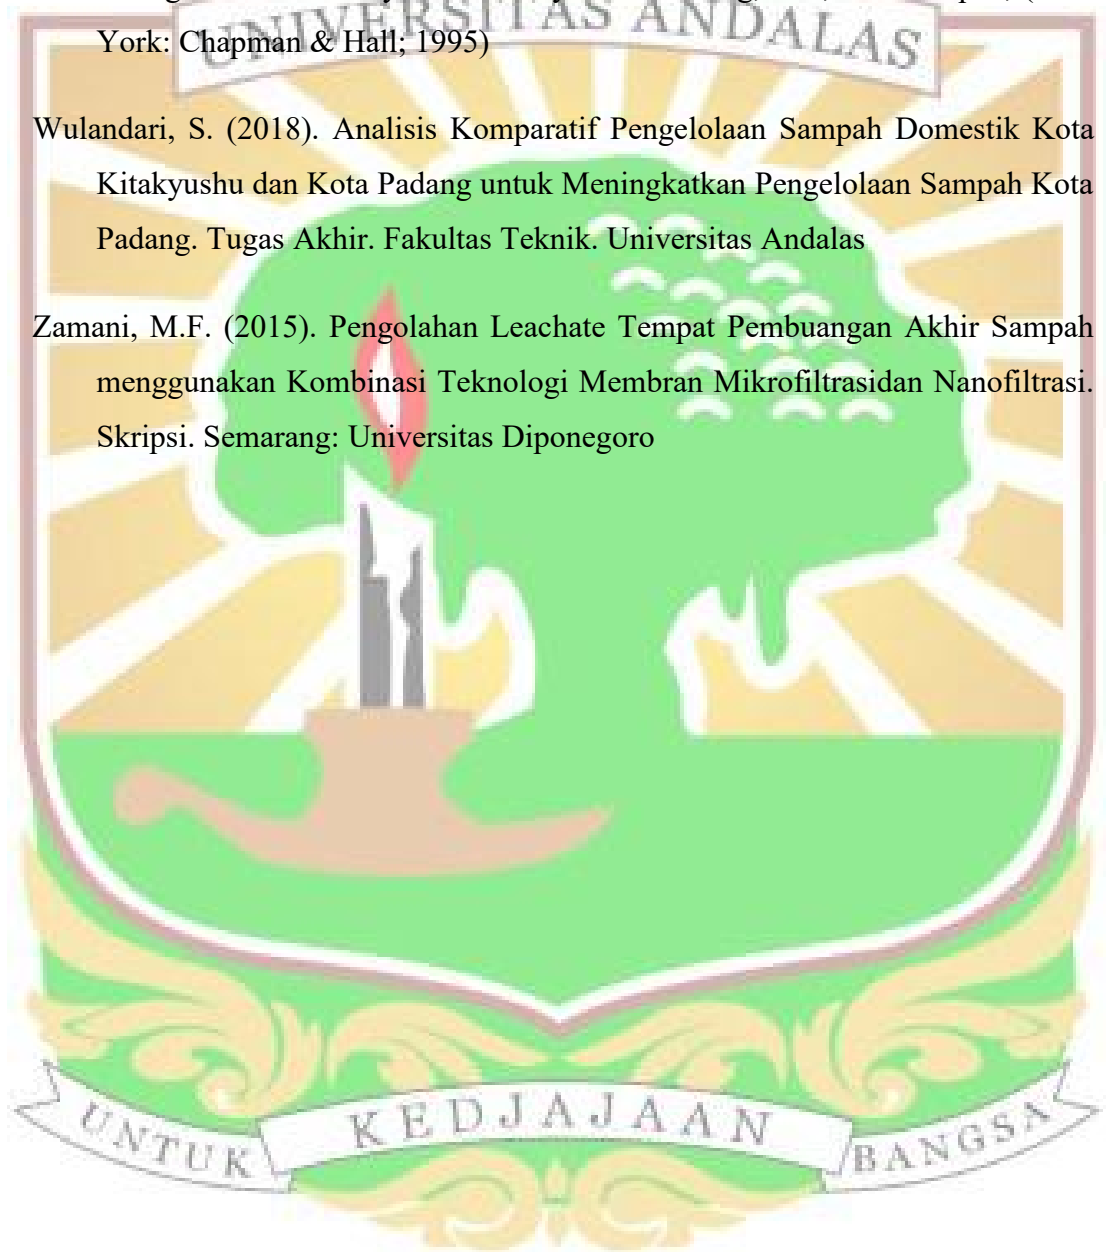 UNIVERSITAS ANDALAS
York: Chapman & Hall; 1995)
Wulandari, S. (2018). Analisis Komparatif Pengelolaan Sampah Domestik Kota
Kitakyushu dan Kota Padang untuk Meningkatkan Pengelolaan Sampah Kota
Padang. Tugas Akhir. Fakultas Teknik. Universitas Andalas
Zamani, M.F. (2015). Pengolahan Leachate Tempat Pembuangan Akhir Sampah
menggunakan Kombinasi Teknologi Membran Mikrofiltrasidan Nanofiltrasi.
Skripsi. Semarang: Universitas Diponegoro
UNTUK KEDJAJAAN BANGSA